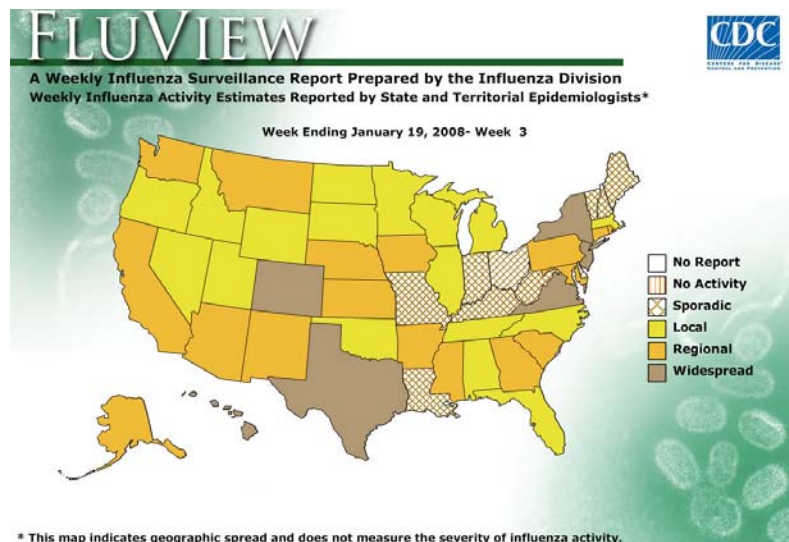 FLUVIEW
CDC
CENTERS FOR DISEASE
CONTROL AND PREVENTION
A Weekly Influenza Surveillance Report Prepared by the Influenza Division
Weekly Influenza Activity Estimates Reported by State and Territorial Epidemiologists*
Week Ending January 19, 2008- Week 3
No Report
No Activity
Sporadic
Local
Regional
Widespread
* This map indicates geographic spread and does not measure the severity of influenza activity.